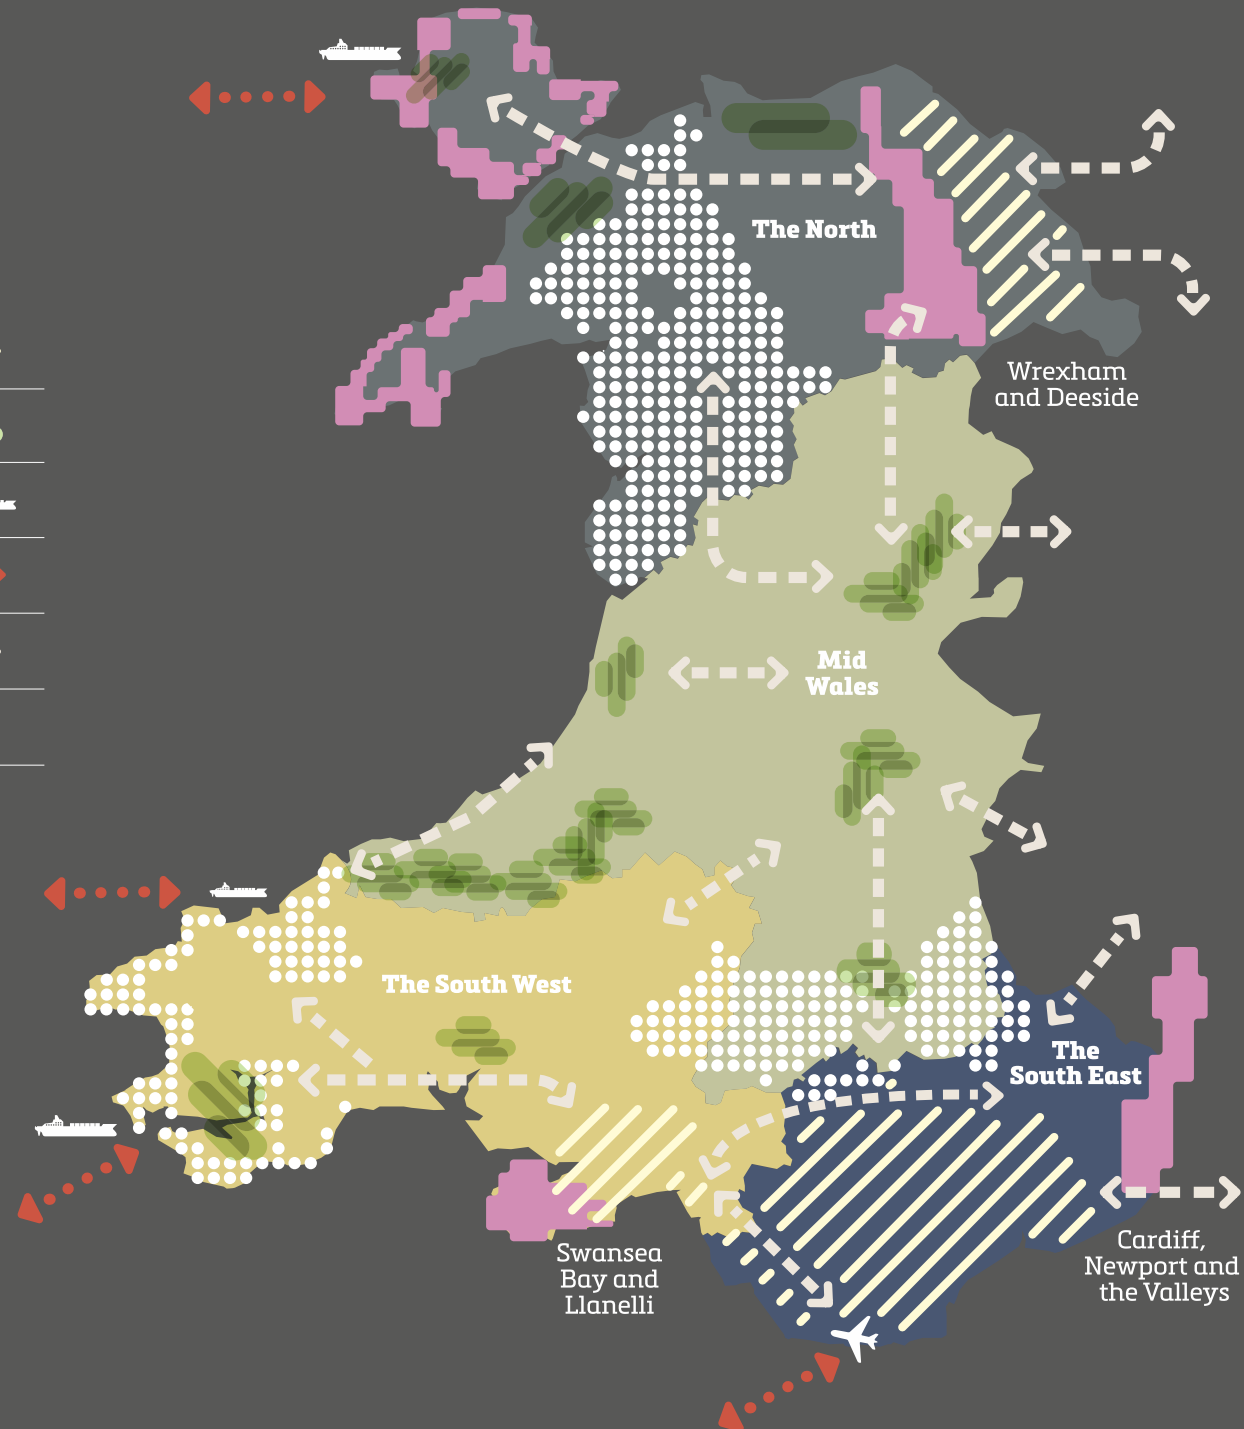 The North
Wrexham
and Deeside
Mid
Wales
The South West
The
South East
Swansea
Bay and
Llanelli
Cardiff,
Newport and
the Valleys